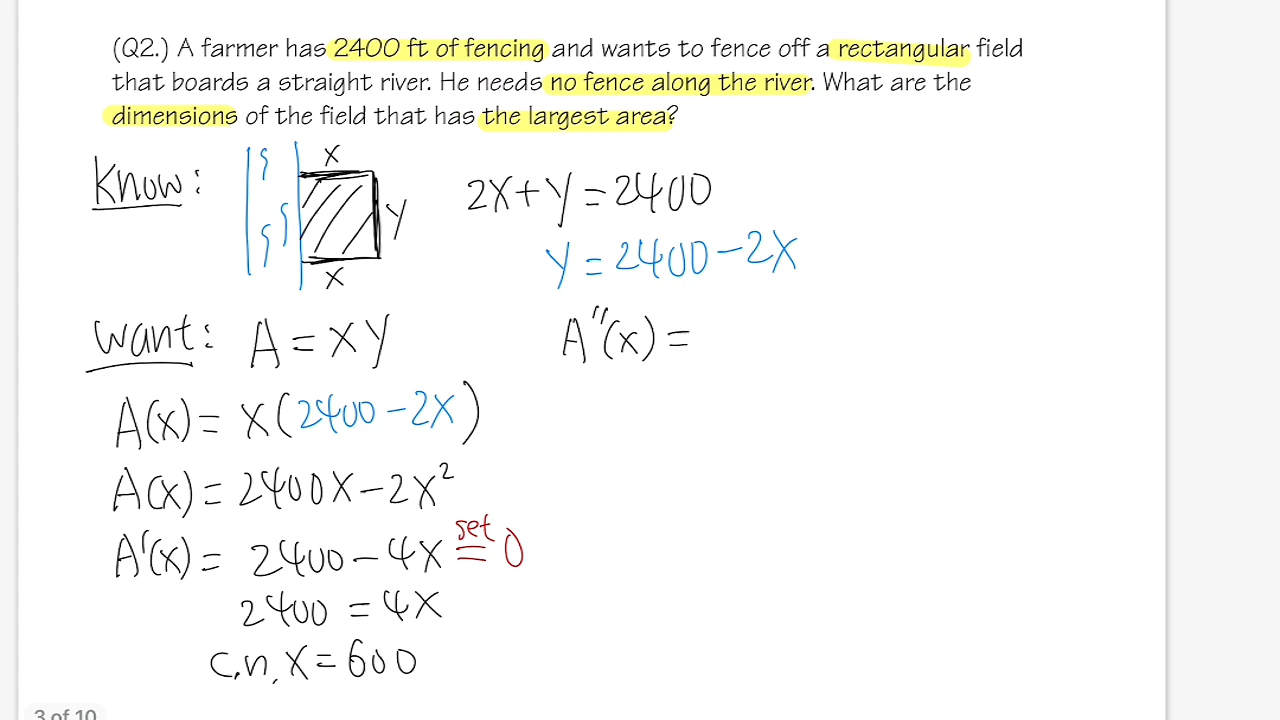 (Q2.) A farmer has 2400 ft of fencing and wants to fence off a rectangular field
that boards a straight river. He needs no fence along the river. What are the
dimensions of the field that has the largest area?
Know:
X
Y
X
2X+Y=2400
Y=2400-2X
Want: A=XY
A''(x)=
A(x)=X(2400-2X)
A(x)=2400X-2X²
A'(x)= 2400-4X set = 0
2400 = 4X
C.n. X=600
3 of 10